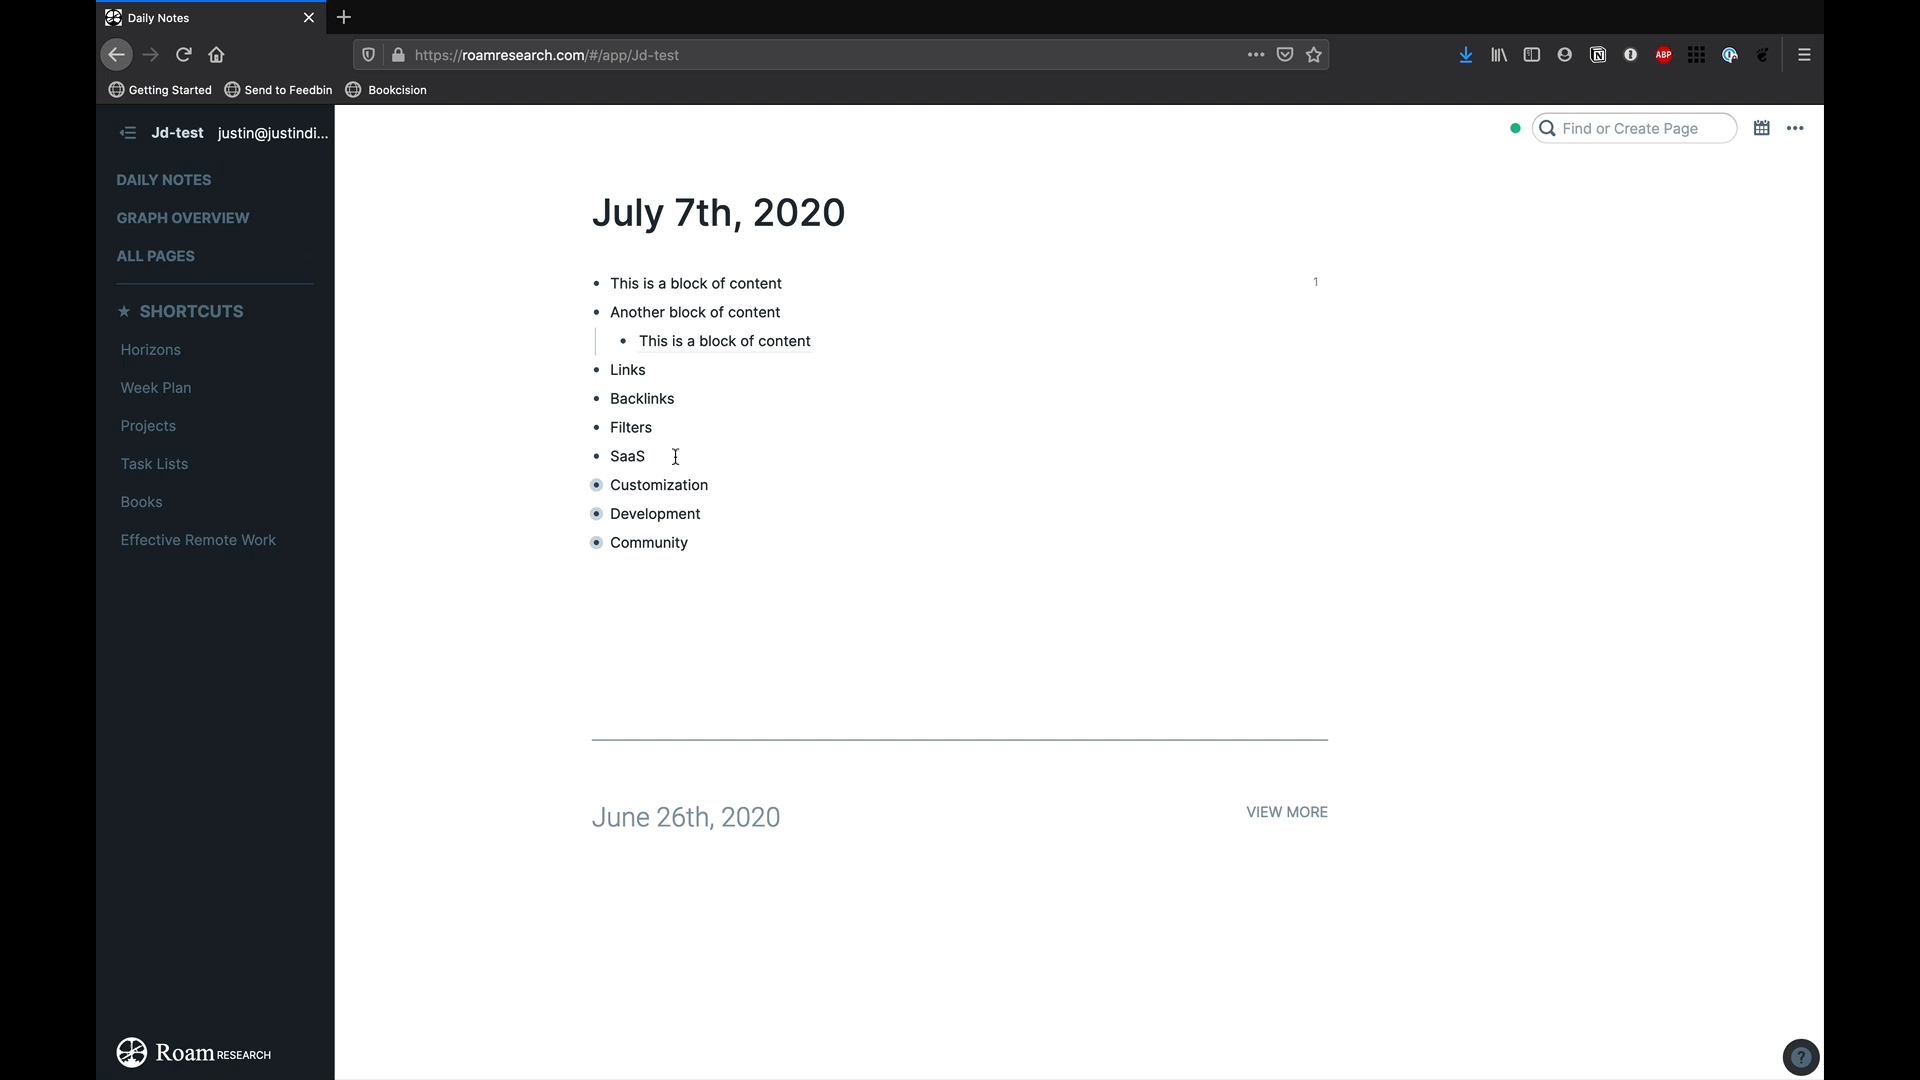 Daily Notes
https://roamresearch.com/#/app/Jd-test
ABP
Getting Started
Send to Feedbin
Bookcision
Jd-test
justin@justindi...
Find or Create Page
DAILY NOTES
GRAPH OVERVIEW
ALL PAGES
★ SHORTCUTS
Horizons
Week Plan
Projects
Task Lists
Books
Effective Remote Work
July 7th, 2020
• This is a block of content
1
• Another block of content
• This is a block of content
• Links
• Backlinks
• Filters
• SaaS
• Customization
• Development
• Community
June 26th, 2020
VIEW MORE
Roam RESEARCH
?